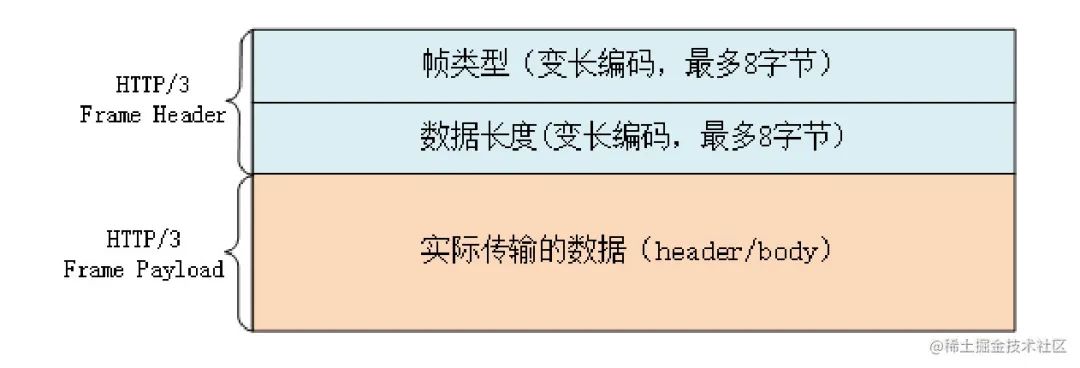 HTTP/3
Frame Header
帧类型（变长编码，最多8字节）
数据长度(变长编码，最多8字节)
HTTP/3
Frame Payload
实际传输的数据（header/body）
@稀土掘金技术社区